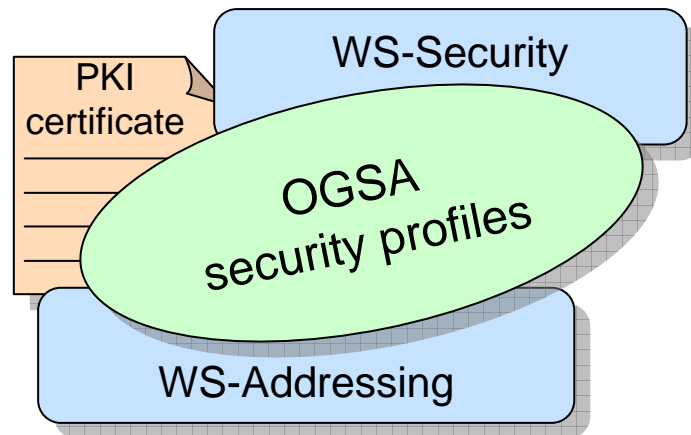 WS-Security
PKI
certificate
OGSA
security profiles
WS-Addressing